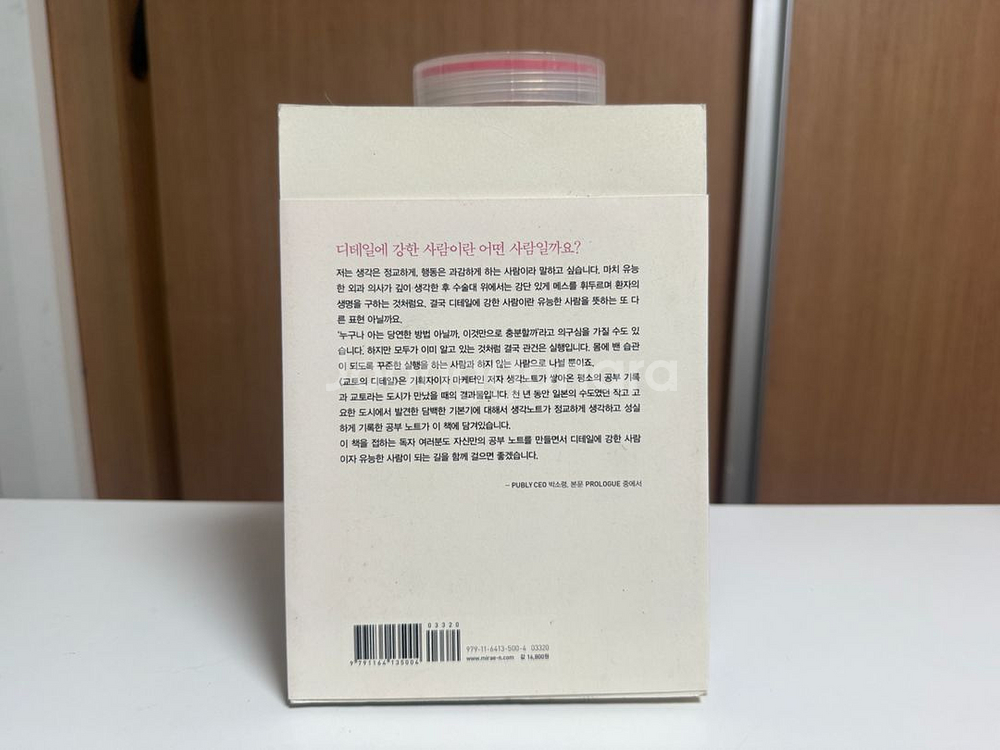 디테일에 강한 사람이란 어떤 사람일까요?
저는 생각은 정교하게, 행동은 과감하게 하는 사람이라 말하고 싶습니다. 마치 유능
한 외과 의사가 깊이 생각한 후 수술대 위에서는 강단 있게 메스를 휘두르며 환자의
생명을 구하는 것처럼요. 결국 디테일에 강한 사람이란 유능한 사람을 뜻하는 또 다
른 표현 아닐까요.
'누구나 아는 당연한 방법 아닐까, 이것만으로 충분할까'라고 의구심을 가질 수도 있
습니다. 하지만 모두가 이미 알고 있는 것처럼 결국 관건은 실행입니다. 몸에 밴 습관
이 되도록 꾸준한 실행을 하는 사람과 하지 않는 사람으로 나뉠 뿐이죠.
〈교토의 디테일〉은 기획자이자 마케터인 저자 생각노트가 쌓아온 평소의 공부 기록
과 교토라는 도시가 만났을 때의 결과물입니다. 천 년 동안 일본의 수도였던 작고 고
요한 도시에서 발견한 담백한 기본기에 대해서 생각노트가 정교하게 생각하고 성실
하게 기록한 공부 노트가 이 책에 담겨있습니다.
이 책을 접하는 독자 여러분도 자신만의 공부 노트를 만들면서 디테일에 강한 사람
이자 유능한 사람이 되는 길을 함께 걸으면 좋겠습니다.
– PUBLY CEO 박소령, 본문 PROLOGUE 중에서
03320
9 791164 135004
979-11-6413-500-4 03320
www.mirae-n.com 값 16,800원